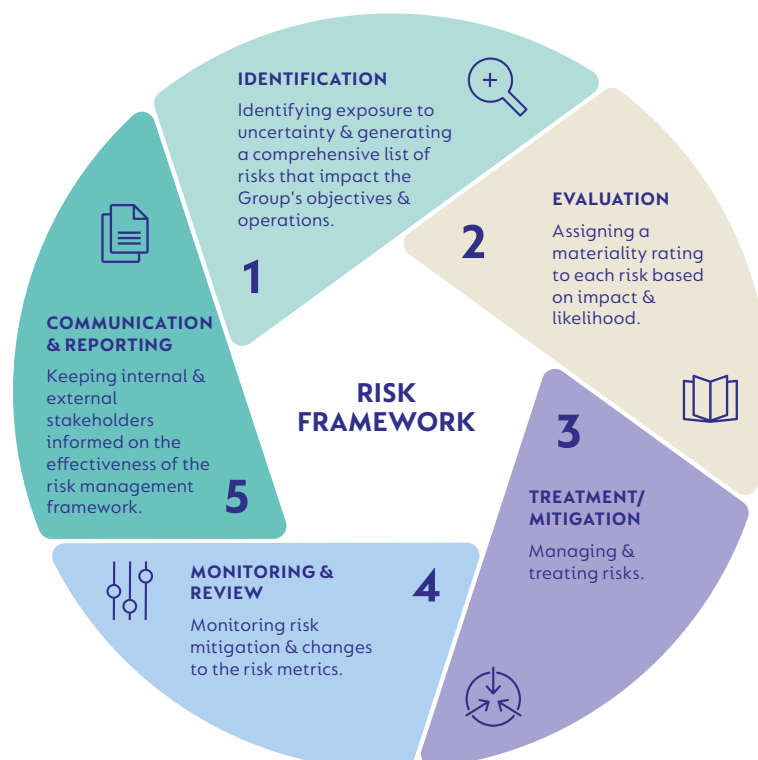 IDENTIFICATION
Identifying exposure to
uncertainty & generating
a comprehensive list of
risks that impact the
Group's objectives &
operations.
1
EVALUATION
2
Assigning a
materiality rating
to each risk based
on impact &
likelihood.
RISK
FRAMEWORK
3
TREATMENT/
MITIGATION
Managing &
treating risks.
MONITORING &
REVIEW
4
Monitoring risk
mitigation & changes
to the risk metrics.
COMMUNICATION
& REPORTING
Keeping internal &
external
stakeholders
informed on the
effectiveness of the
risk management
framework.
5